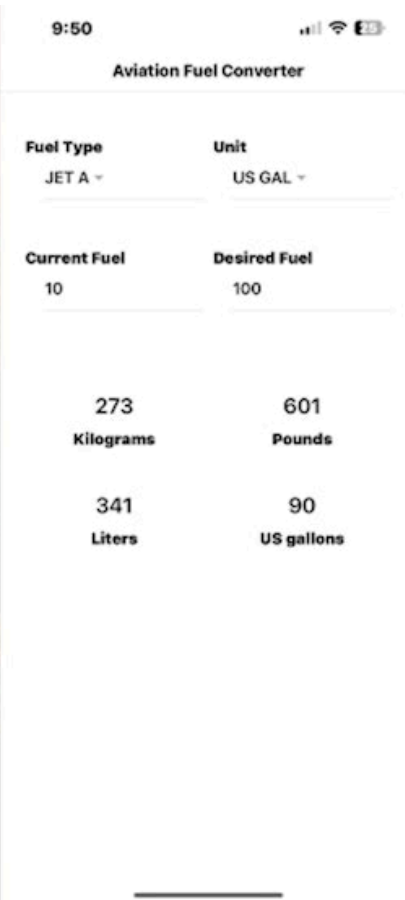 9:50 25
Aviation Fuel Converter
Fuel Type Unit
JET A US GAL
Current Fuel Desired Fuel
10 100
273 601
Kilograms Pounds
341 90
Liters US gallons